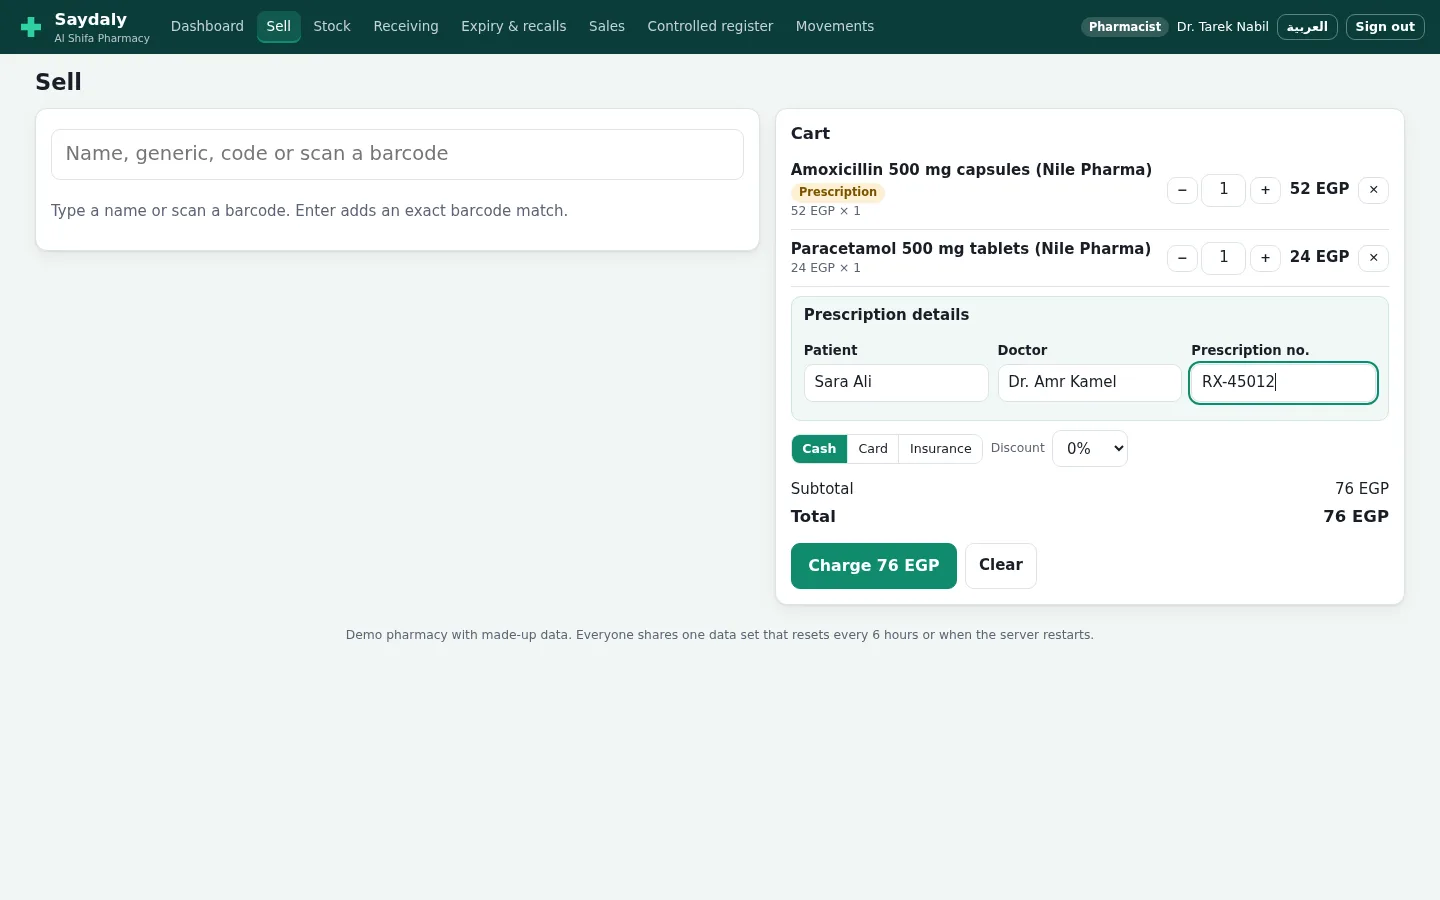 Saydaly
Al Shifa Pharmacy
Dashboard
Sell
Stock
Receiving
Expiry & recalls
Sales
Controlled register
Movements
Pharmacist
Dr. Tarek Nabil
العربية
Sign out
Sell
Name, generic, code or scan a barcode
Type a name or scan a barcode. Enter adds an exact barcode match.
Cart
Amoxicillin 500 mg capsules (Nile Pharma)
Prescription
52 EGP × 1
− 1 + 52 EGP ×
Paracetamol 500 mg tablets (Nile Pharma)
24 EGP × 1
− 1 + 24 EGP ×
Prescription details
Patient Doctor Prescription no.
Sara Ali Dr. Amr Kamel RX-45012
Cash Card Insurance Discount 0%
Subtotal 76 EGP
Total 76 EGP
Charge 76 EGP Clear
Demo pharmacy with made-up data. Everyone shares one data set that resets every 6 hours or when the server restarts.